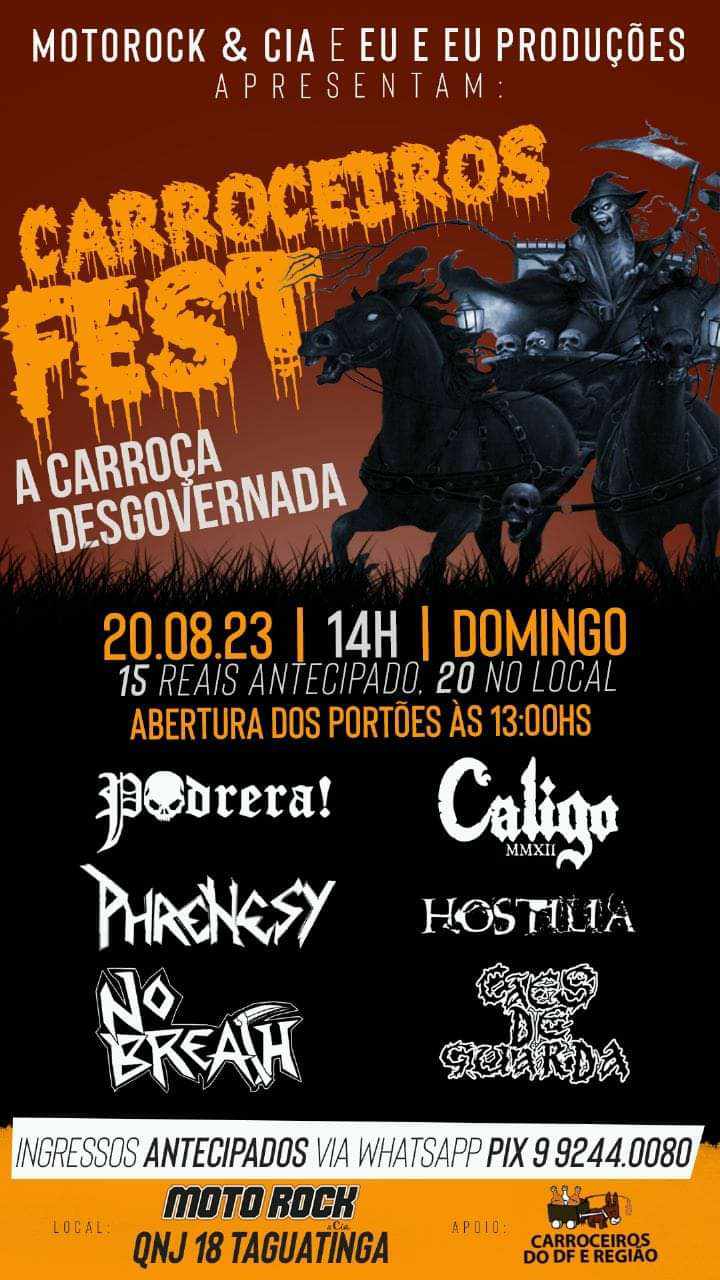 MOTOROCK & CIA E EU E EU PRODUÇÕES
APRESENTAM:
CARROCEIROS
FEST
A CARROÇA
DESGOVERNADA
20.08.23 | 14H | DOMINGO
15 REAIS ANTECIPADO, 20 NO LOCAL
ABERTURA DOS PORTÕES ÀS 13:00HS
Podrera!
Caligo
MMXII
PHRENESY
HOSTILIA
NO
BREATH
CAES
DE
GUARDA
INGRESSOS ANTECIPADOS VIA WHATSAPP PIX 9 9244.0080
LOCAL:
MOTO ROCK
& Cia
QNJ 18 TAGUATINGA
APOIO:
CARROCEIROS
DO DF E REGIÃO